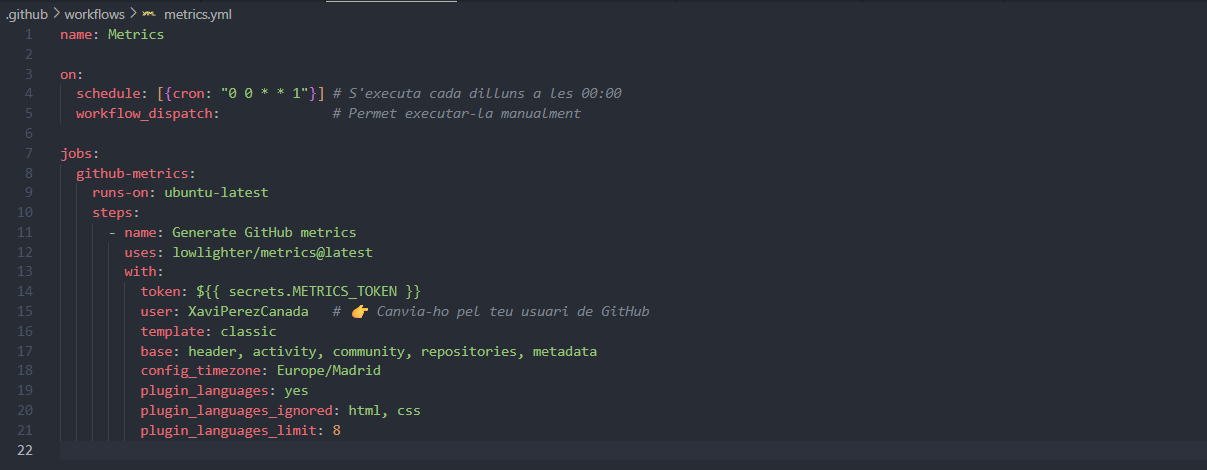 .github > workflows > metrics.yml
1 name: Metrics
2
3 on:
4   schedule: [{cron: "0 0 * * 1"}] # S'executa cada dilluns a les 00:00
5   workflow_dispatch:              # Permet executar-la manualment
6
7 jobs:
8   github-metrics:
9     runs-on: ubuntu-latest
10     steps:
11       - name: Generate GitHub metrics
12         uses: lowlighter/metrics@latest
13         with:
14           token: ${{ secrets.METRICS_TOKEN }}
15           user: XaviPerezCanada   # 👉 Canvia-ho pel teu usuari de GitHub
16           template: classic
17           base: header, activity, community, repositories, metadata
18           config_timezone: Europe/Madrid
19           plugin_languages: yes
20           plugin_languages_ignored: html, css
21           plugin_languages_limit: 8
22